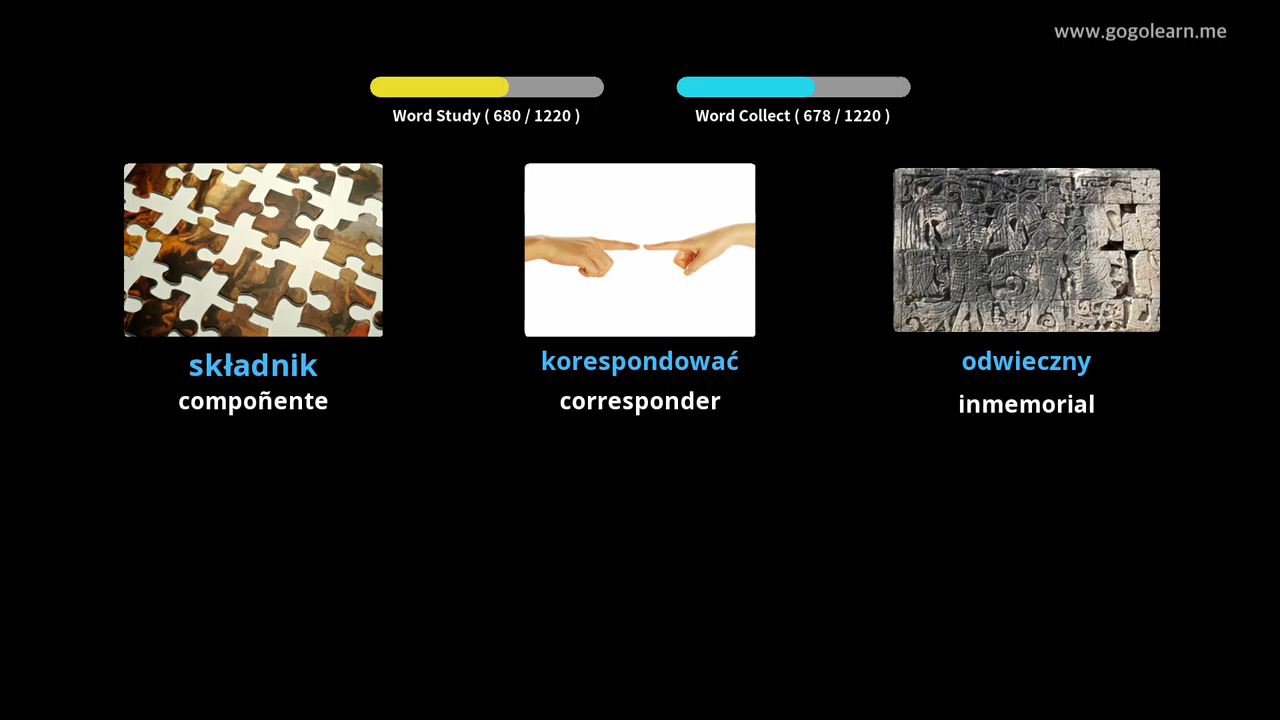 www.gogolearn.me
Word Study ( 680 / 1220 )
Word Collect ( 678 / 1220 )
składnik
compoñente
korespondować
corresponder
odwieczny
inmemorial